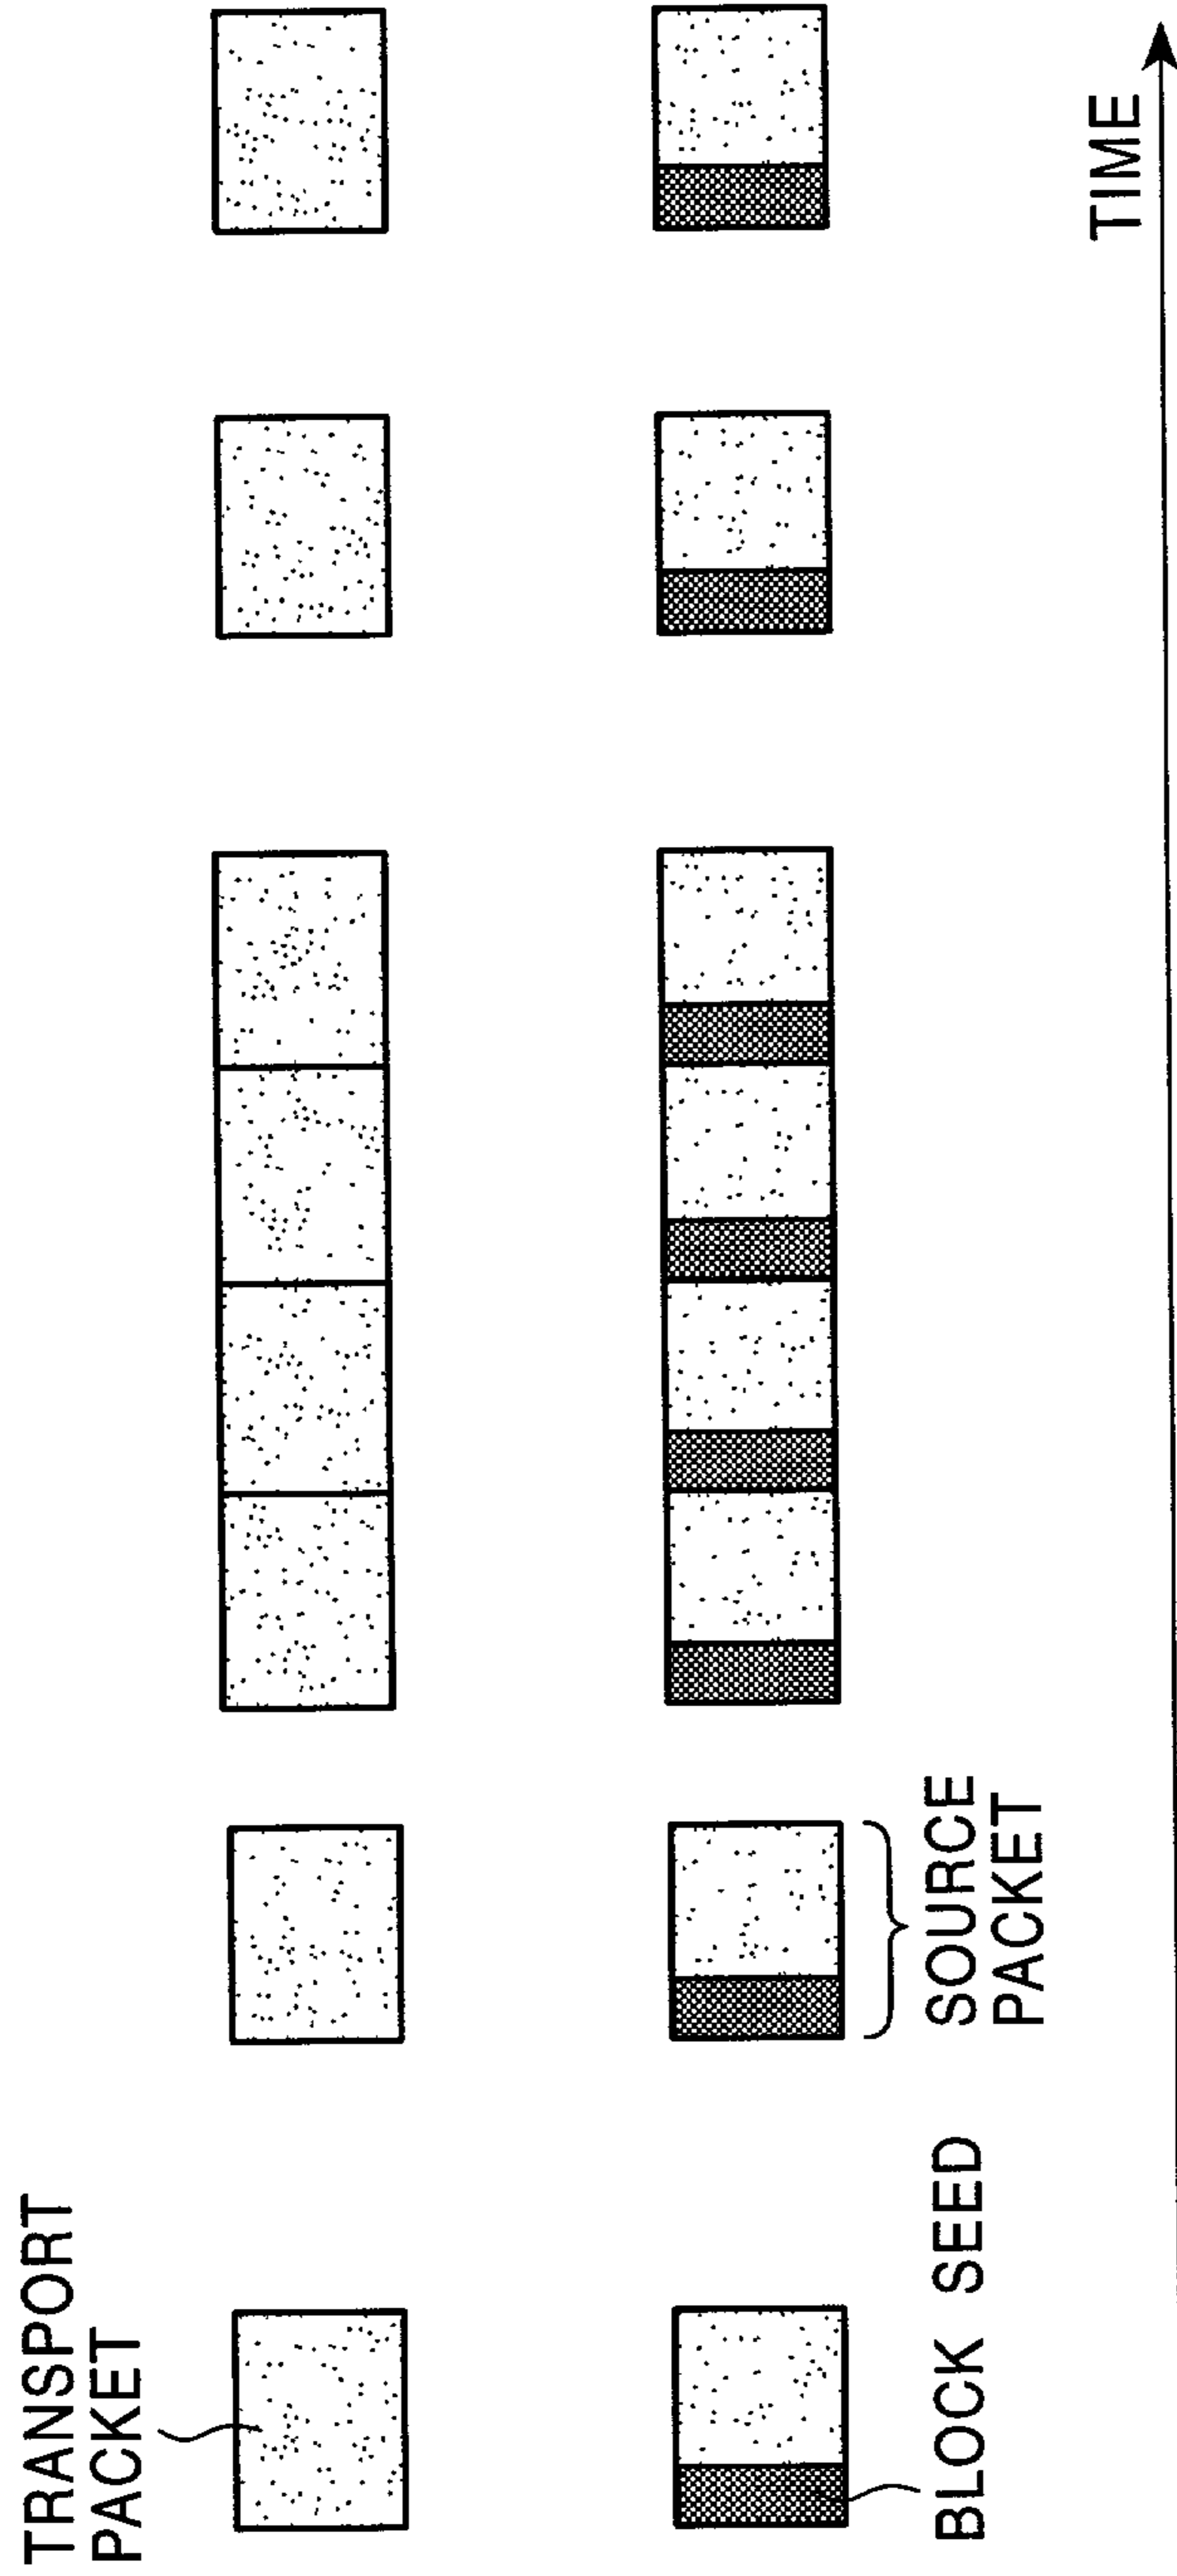 TRANSPORT
PACKET
BLOCK SEED
SOURCE
PACKET
TIME